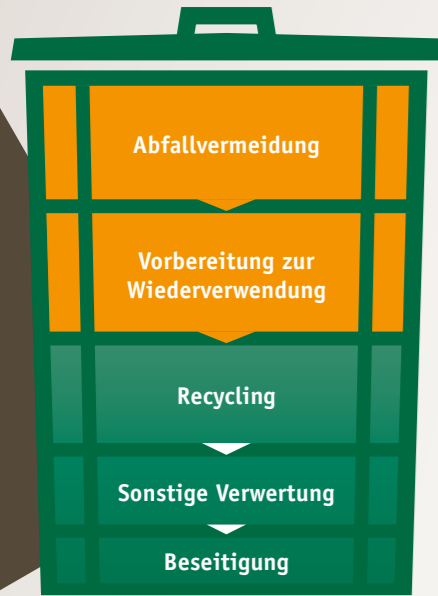 Abfallvermeidung
Vorbereitung zur
Wiederverwendung
Recycling
Sonstige Verwertung
Beseitigung